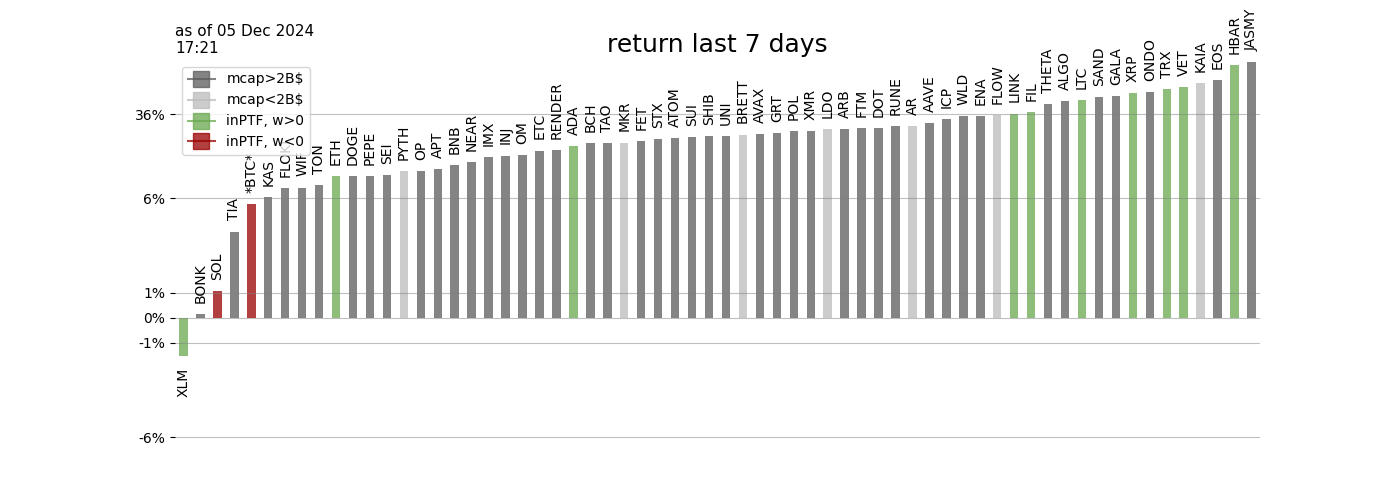 as of 05 Dec 2024
17:21
return last 7 days
mcap>2B$
mcap<2B$
inPTF, w>0
inPTF, w<0
36%
6%
1%
0%
-1%
-6%
XLM
BONK
SOL
TIA
*BTC*
KAS
FLOKI
WIF
TON
ETH
DOGE
PEPE
SEI
PYTH
OP
APT
BNB
NEAR
IMX
INJ
OM
ETC
RENDER
ADA
BCH
TAO
MKR
FET
STX
ATOM
SUI
SHIB
UNI
BRETT
AVAX
GRT
POL
XMR
LDO
ARB
FTM
DOT
RUNE
AR
AAVE
ICP
WLD
ENA
FLOW
LINK
FIL
THETA
ALGO
LTC
SAND
GALA
XRP
ONDO
TRX
VET
KAIA
EOS
HBAR
JASMY